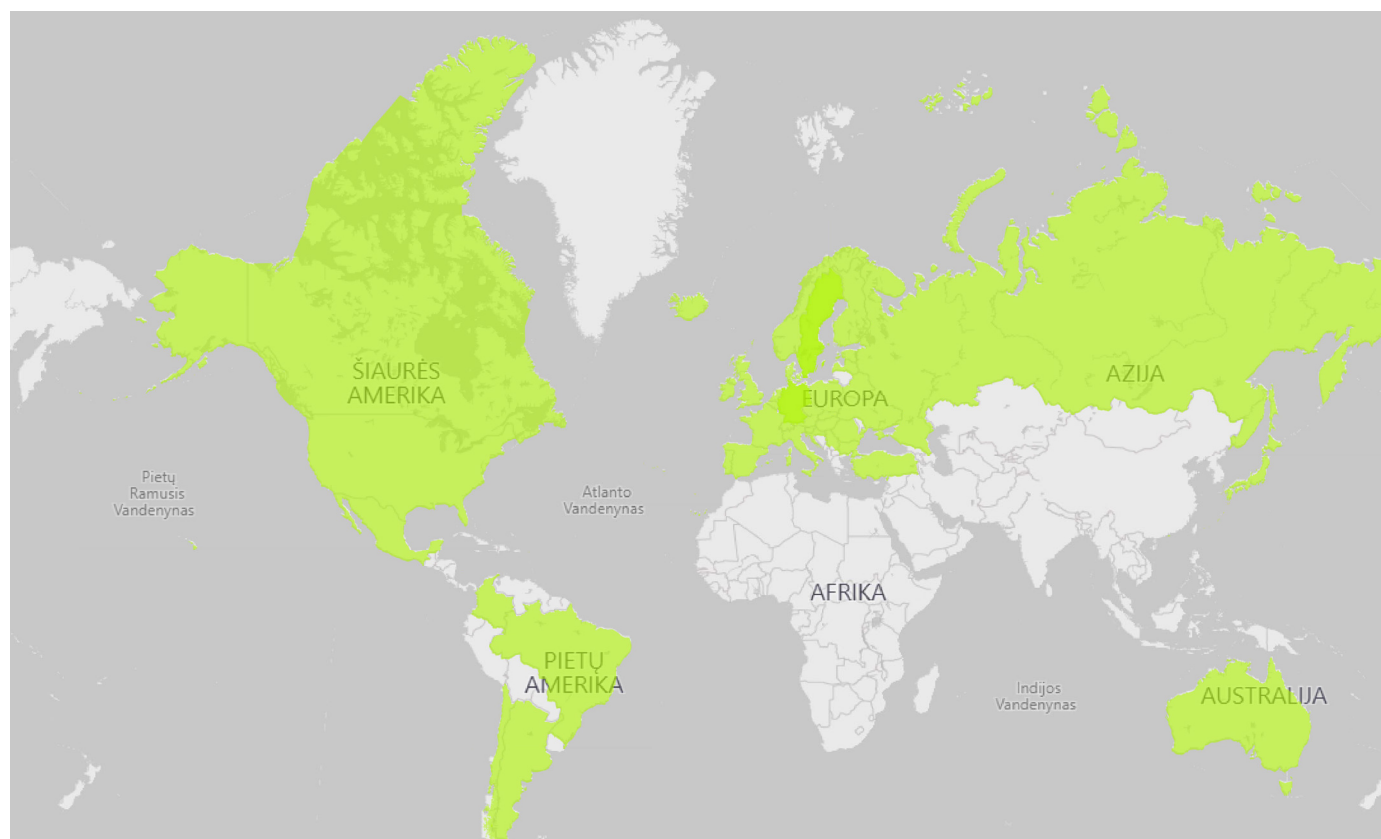 ŠIAURĖS
AMERIKA
AZIJA
EUROPA
Pietų
Ramusis
Vandenynas
Atlanto
Vandenynas
AFRIKA
PIETŲ
AMERIKA
Indijos
Vandenynas
AUSTRALIJA